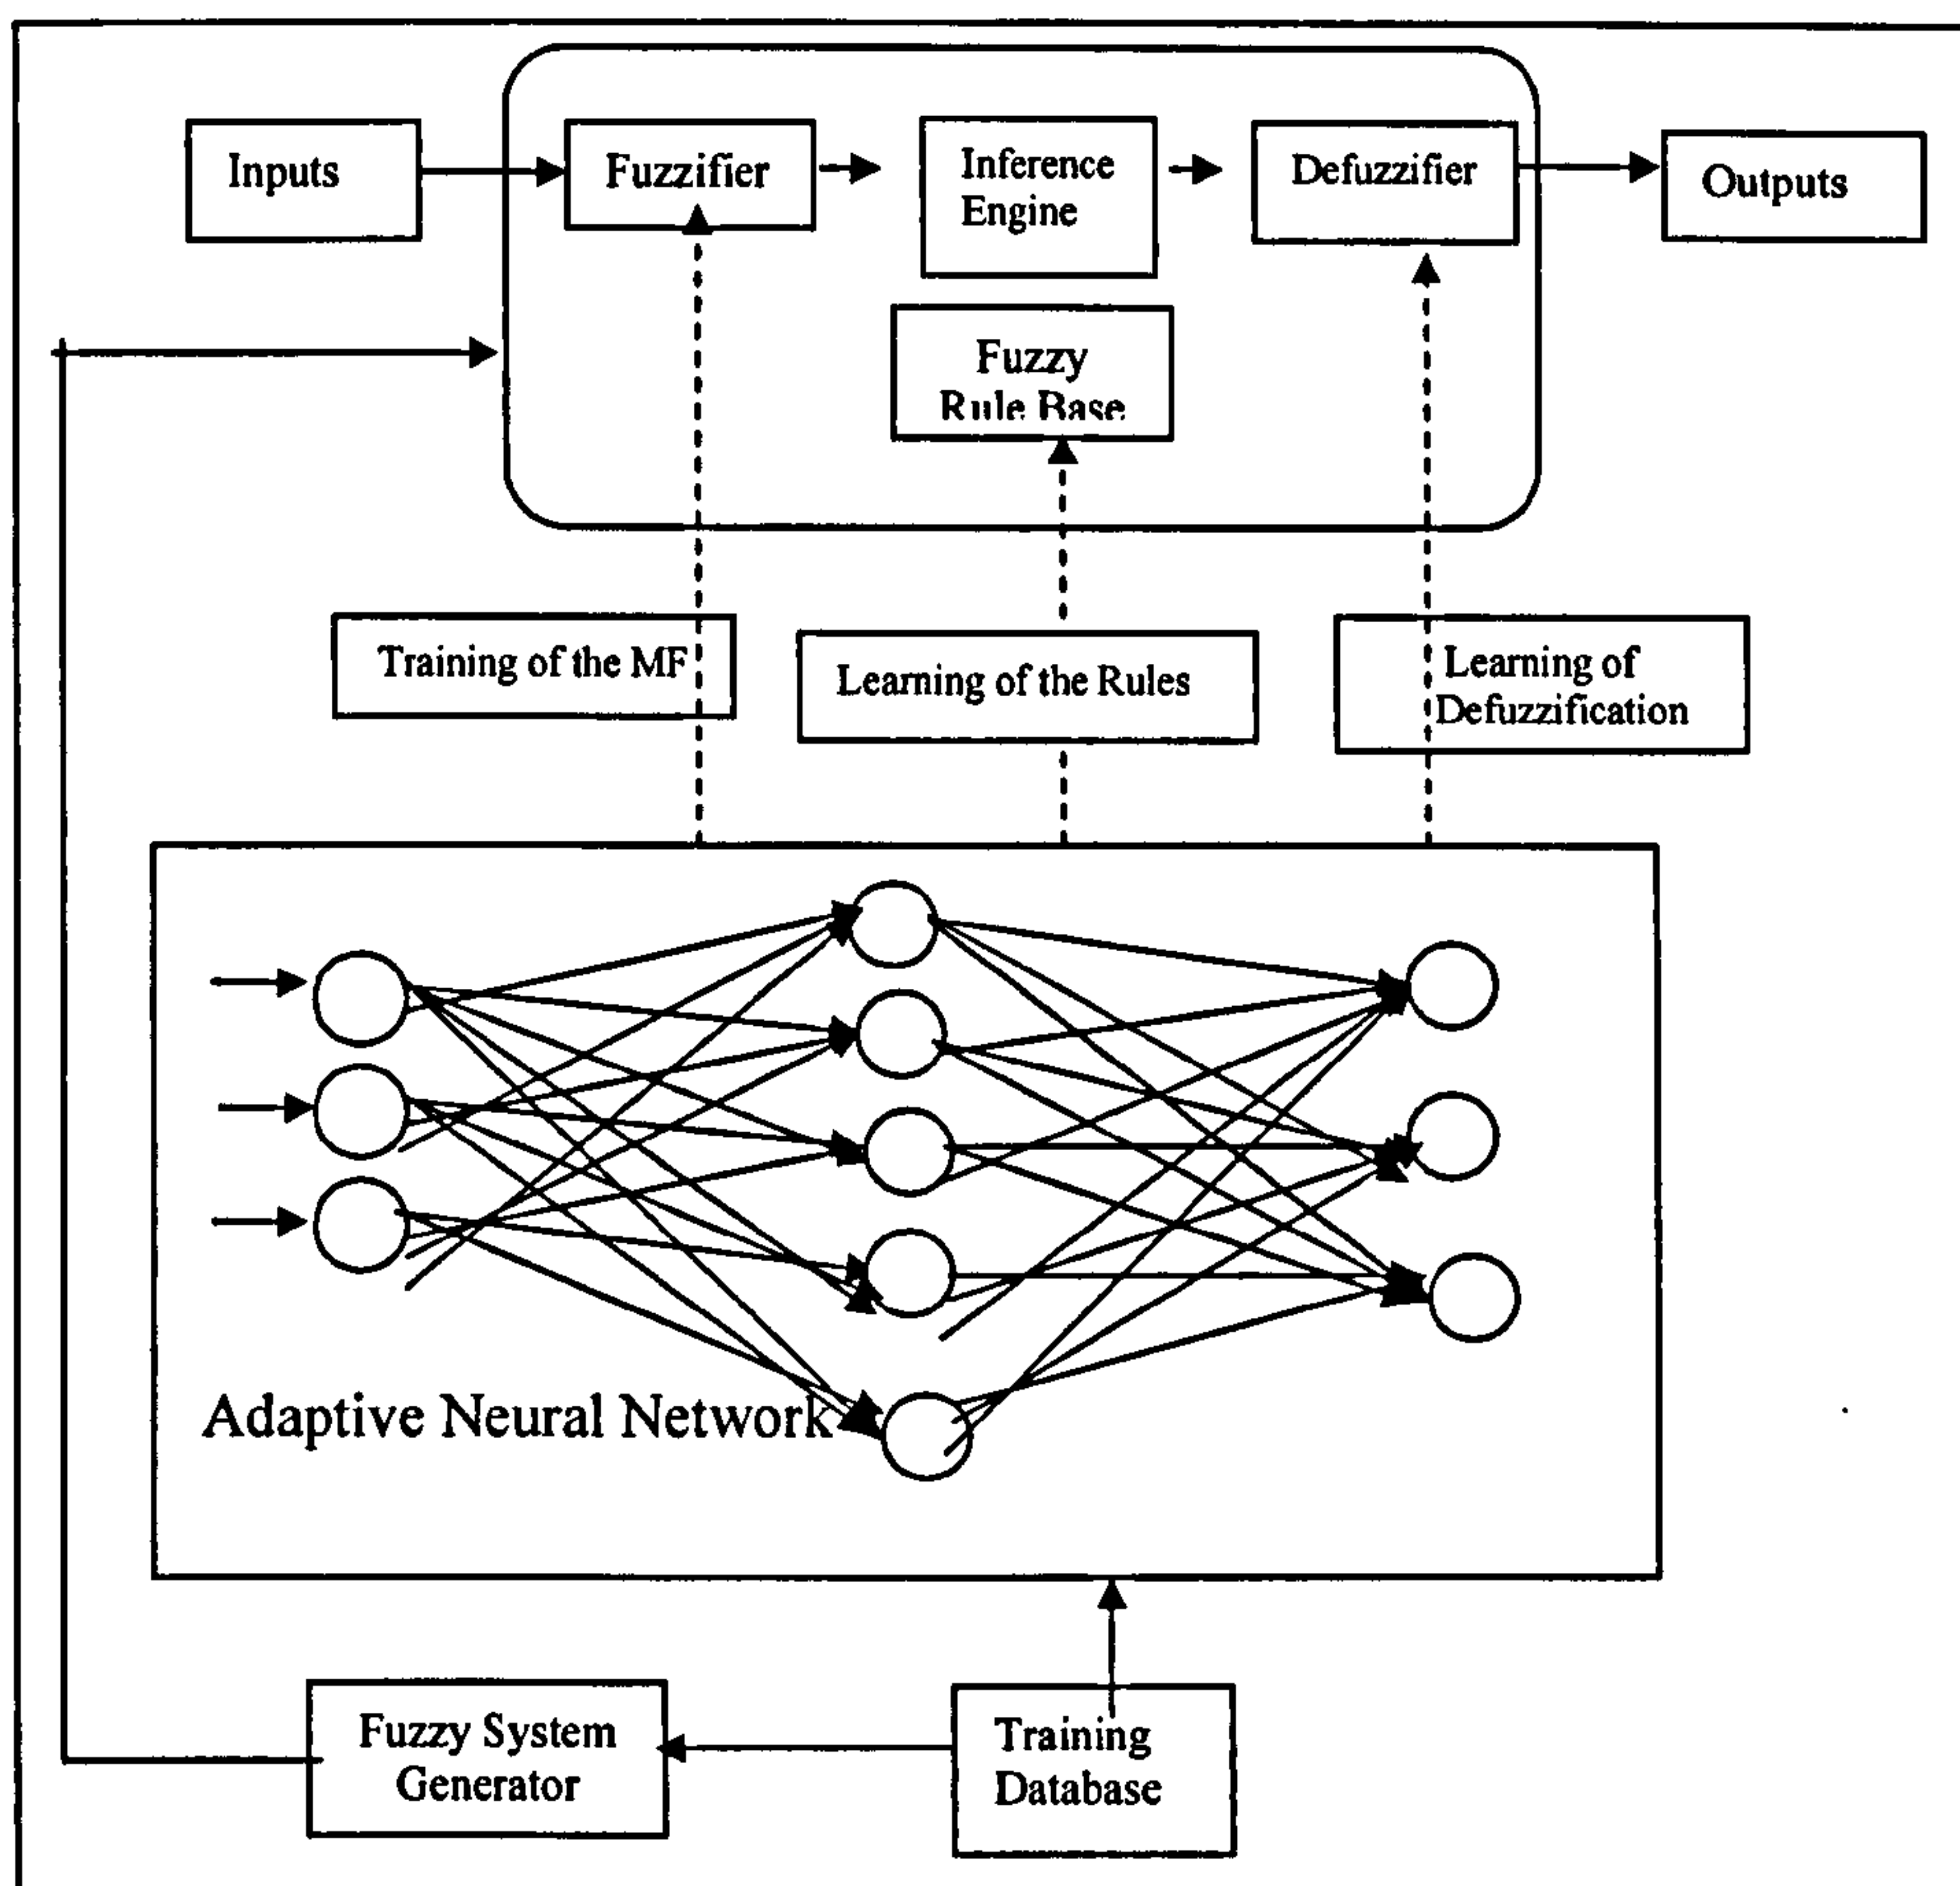 Inputs
Fuzzifier
Inference
Engine
Defuzzifier
Outputs
Fuzzy
Rule Base
Training of the MF
Learning of the Rules
Learning of
Defuzzification
Adaptive Neural Network
Fuzzy System
Generator
Training
Database